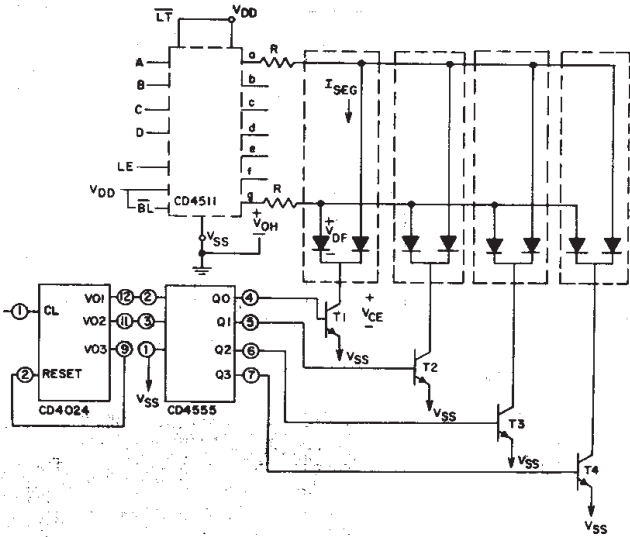 L̅T̅ VDD
A a R
B b
C c ISEG
D d
LE e
VDD f
B̅L̅ CD4511 g R
+ VOH −
+ VDF −
VSS
1 CL VO1 12 2 Q0 4 T1 + VCE −
VO2 11 3 Q1 5 VSS
VO3 9 1 Q2 6 T2
2 RESET VSS Q3 7 VSS
CD4024 CD4555
T3
VSS
T4
VSS